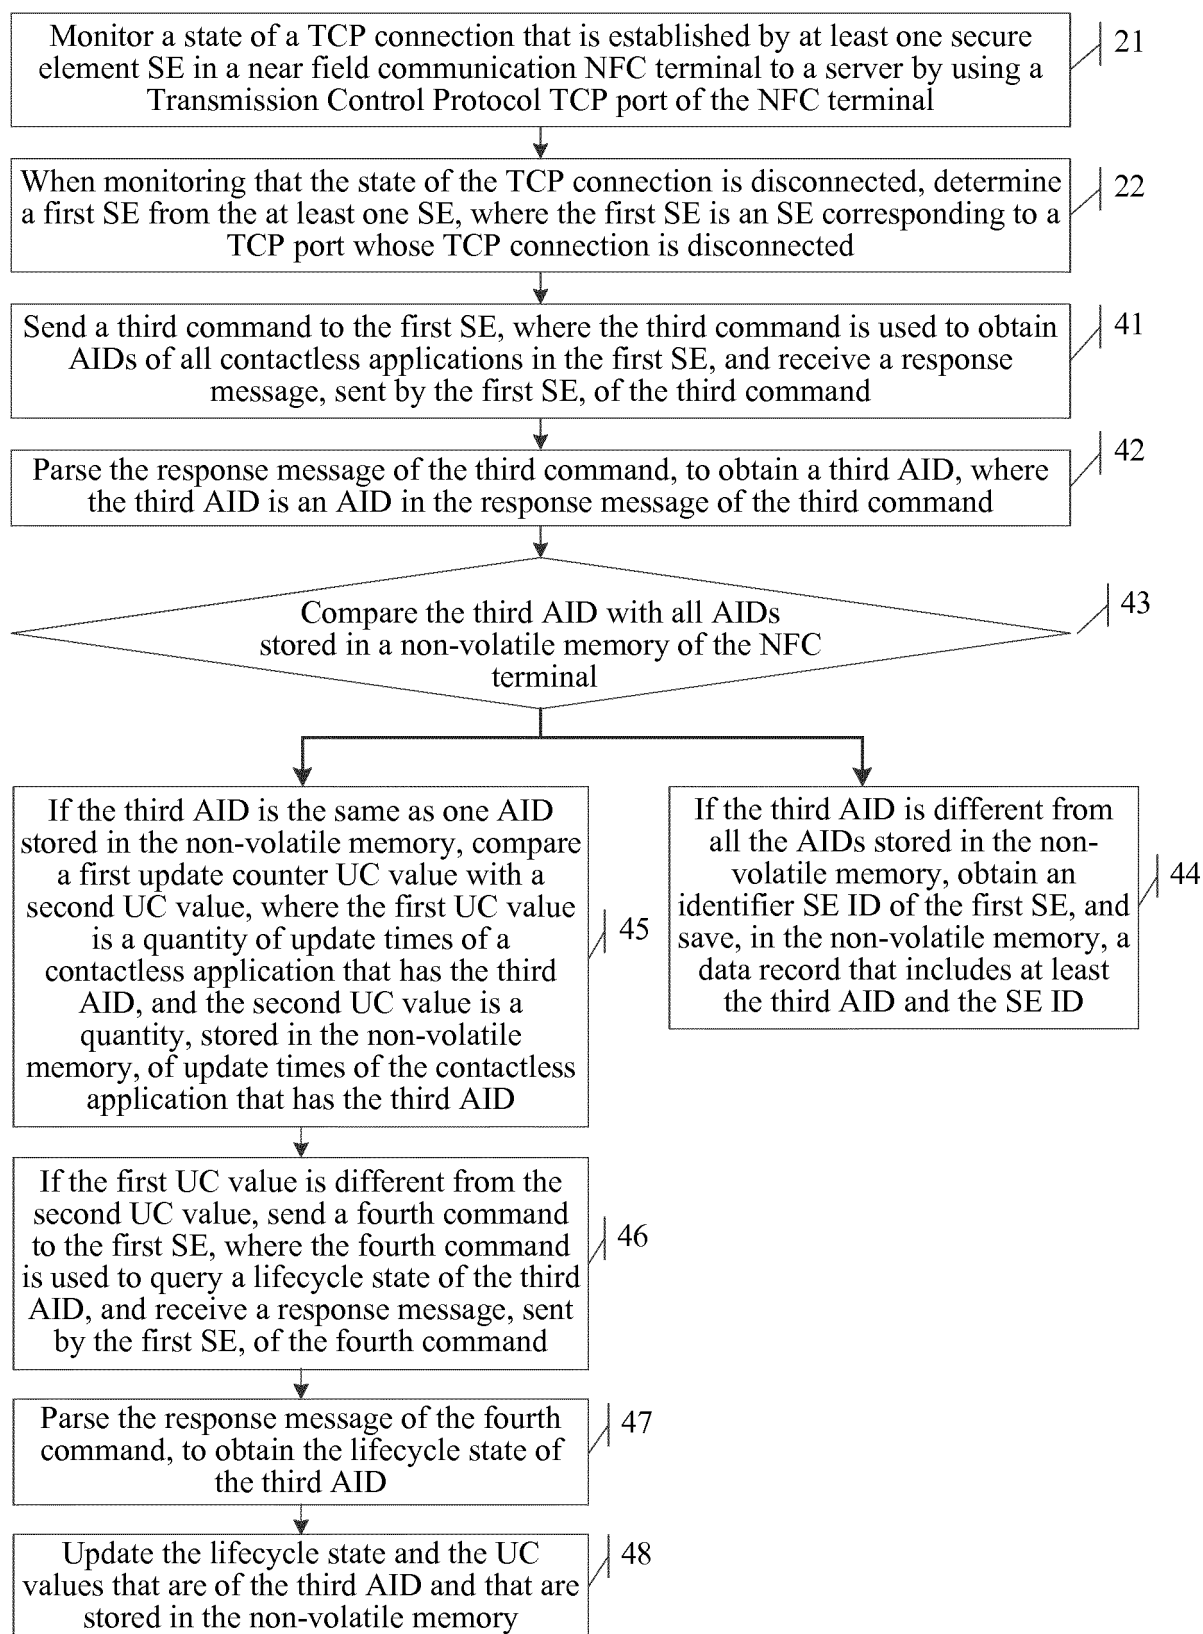 Monitor a state of a TCP connection that is established by at least one secure
element SE in a near field communication NFC terminal to a server by using a
Transmission Control Protocol TCP port of the NFC terminal
21
When monitoring that the state of the TCP connection is disconnected, determine
a first SE from the at least one SE, where the first SE is an SE corresponding to a
TCP port whose TCP connection is disconnected
22
Send a third command to the first SE, where the third command is used to obtain
AIDs of all contactless applications in the first SE, and receive a response
message, sent by the first SE, of the third command
41
Parse the response message of the third command, to obtain a third AID, where
the third AID is an AID in the response message of the third command
42
Compare the third AID with all AIDs
stored in a non-volatile memory of the NFC
terminal
43
If the third AID is the same as one AID
stored in the non-volatile memory, compare
a first update counter UC value with a
second UC value, where the first UC value
is a quantity of update times of a
contactless application that has the third
AID, and the second UC value is a
quantity, stored in the non-volatile
memory, of update times of the contactless
application that has the third AID
45
If the third AID is different from
all the AIDs stored in the non-
volatile memory, obtain an
identifier SE ID of the first SE, and
save, in the non-volatile memory, a
data record that includes at least
the third AID and the SE ID
44
If the first UC value is different from the
second UC value, send a fourth command
to the first SE, where the fourth command
is used to query a lifecycle state of the third
AID, and receive a response message, sent
by the first SE, of the fourth command
46
Parse the response message of the fourth
command, to obtain the lifecycle state of
the third AID
47
Update the lifecycle state and the UC
values that are of the third AID and that are
stored in the non-volatile memory
48